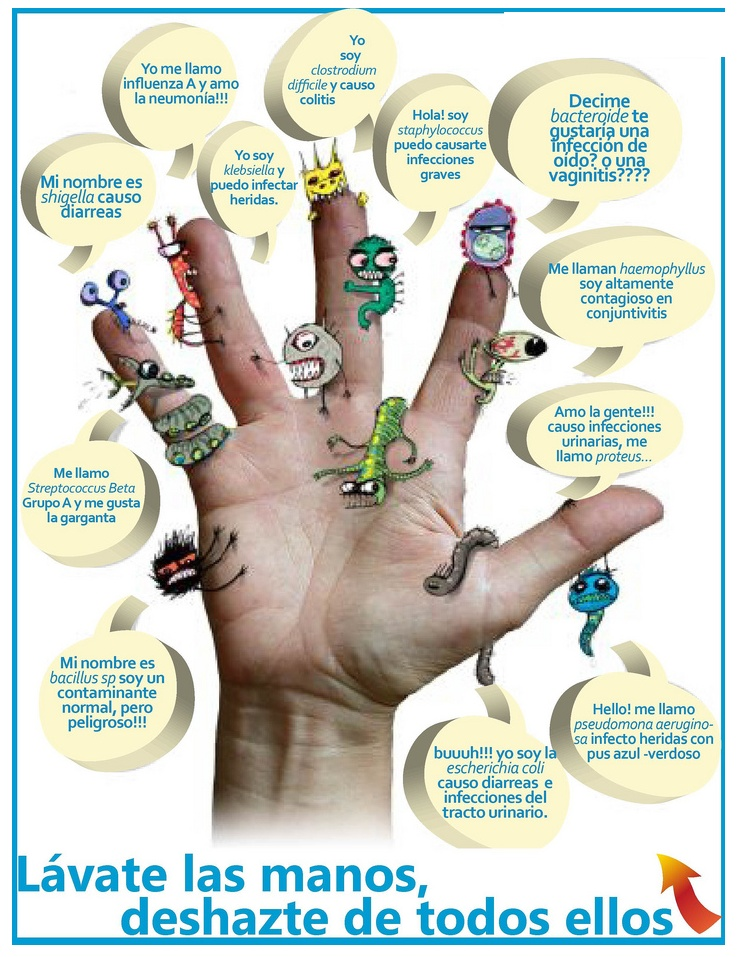 Yo
soy
clostrodium
difficile y causo
colitis
Yo me llamo
influenza A y amo
la neumonía!!!
Decime
bacteroide te
gustaría una
infección de
oido? o una
vaginitis????
Hola! soy
staphylococcus
puedo causarte
infecciones
graves
Yo soy
klebsiella y
puedo infectar
heridas.
Mi nombre es
shigella causo
diarreas
Me llaman haemophyllus
soy altamente
contagioso en
conjuntivitis
Amo la gente!!!
causo infecciones
urinarias, me
llamo proteus...
Me llamo
Streptococcus Beta
Grupo A y me gusta
la garganta
Mi nombre es
bacillus sp soy un
contaminante
normal, pero
peligroso!!!
Hello! me llamo
pseudomona aerugino-
sa infecto heridas con
pus azul -verdoso
buuuh!!! yo soy la
escherichia coli
causo diarreas e
infecciones del
tracto urinario.
Lávate las manos,
deshazte de todos ellos